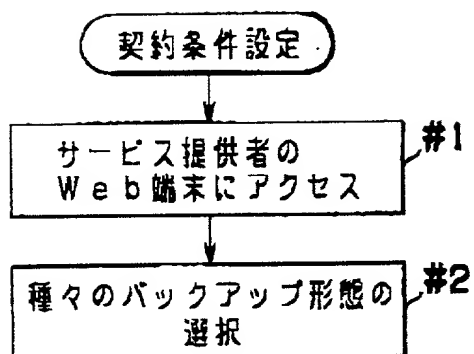 契約条件設定
サービス提供者の
Web端末にアクセス
#1
種々のバックアップ形態の
選択
#2